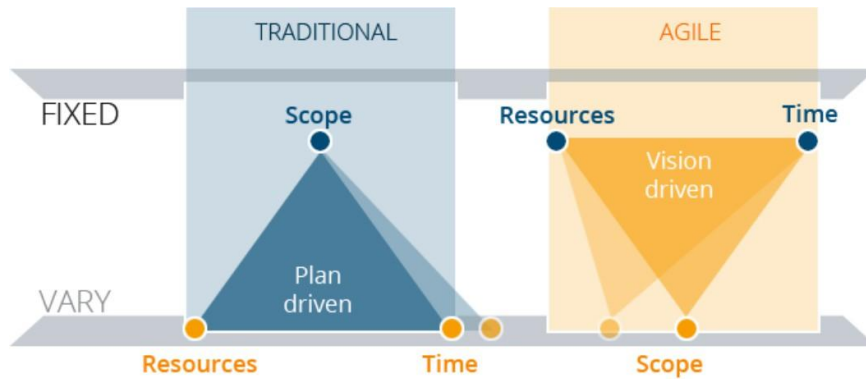 TRADITIONAL
AGILE
FIXED
Scope
Resources
Time
Vision
driven
Plan
driven
VARY
Resources
Time
Scope